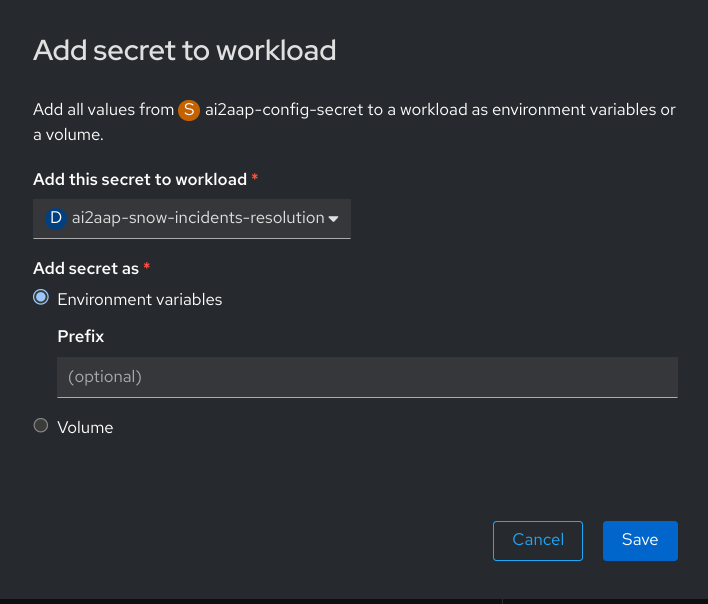 Add secret to workload
Add all values from S ai2aap-config-secret to a workload as environment variables or
a volume.
Add this secret to workload *
D ai2aap-snow-incidents-resolution
Add secret as *
Environment variables
Prefix
(optional)
Volume
Cancel Save